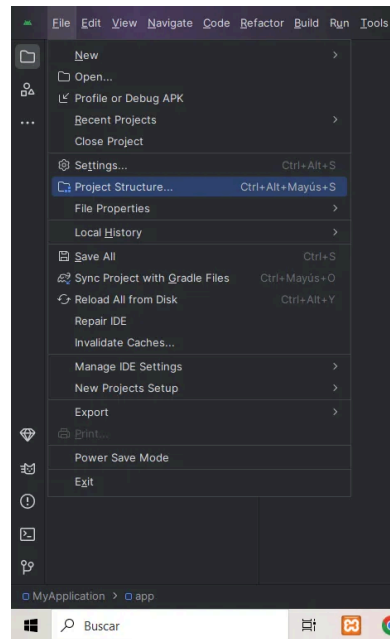 File Edit View Navigate Code Refactor Build Run Tools
New
Open...
Profile or Debug APK
Recent Projects
Close Project
Settings... Ctrl+Alt+S
Project Structure... Ctrl+Alt+Mayús+S
File Properties
Local History
Save All Ctrl+S
Sync Project with Gradle Files Ctrl+Mayús+O
Reload All from Disk Ctrl+Alt+Y
Repair IDE
Invalidate Caches...
Manage IDE Settings
New Projects Setup
Export
Print...
Power Save Mode
Exit
MyApplication > app
Buscar